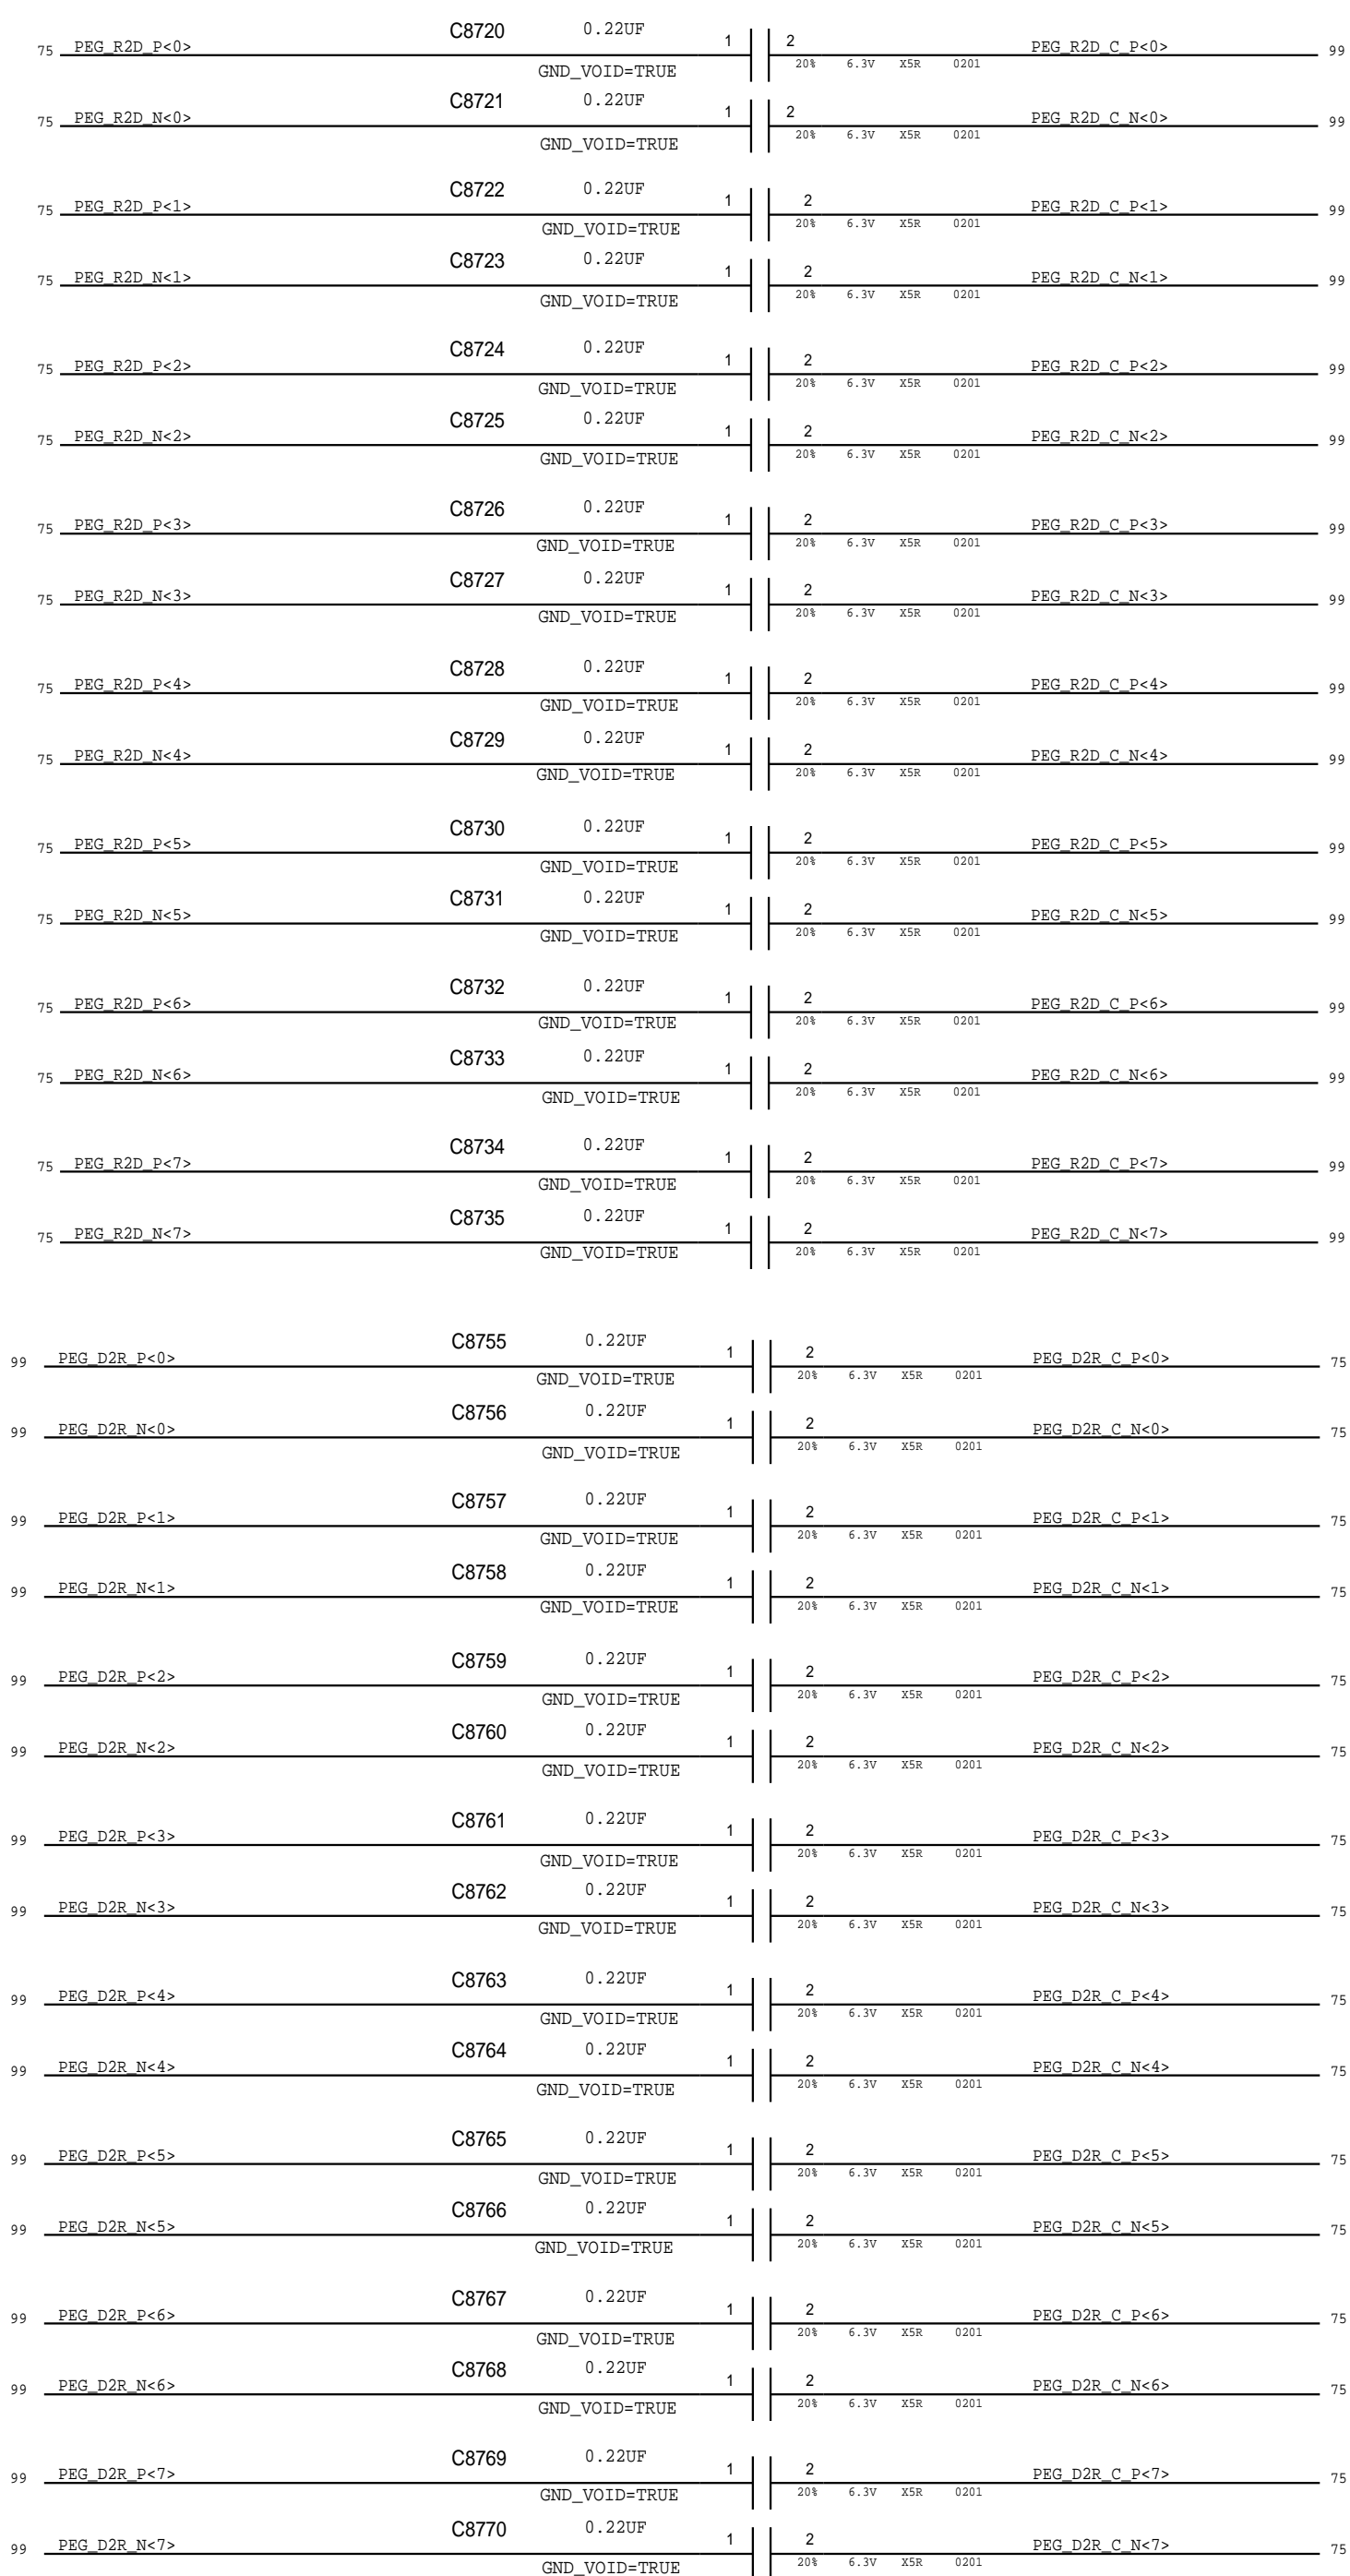 C8720 0.22UF
75 PEG_R2D_P<0> 1 2 PEG_R2D_C_P<0> 99
GND_VOID=TRUE 20% 6.3V X5R 0201
C8721 0.22UF
75 PEG_R2D_N<0> 1 2 PEG_R2D_C_N<0> 99
GND_VOID=TRUE 20% 6.3V X5R 0201
C8722 0.22UF
75 PEG_R2D_P<1> 1 2 PEG_R2D_C_P<1> 99
GND_VOID=TRUE 20% 6.3V X5R 0201
C8723 0.22UF
75 PEG_R2D_N<1> 1 2 PEG_R2D_C_N<1> 99
GND_VOID=TRUE 20% 6.3V X5R 0201
C8724 0.22UF
75 PEG_R2D_P<2> 1 2 PEG_R2D_C_P<2> 99
GND_VOID=TRUE 20% 6.3V X5R 0201
C8725 0.22UF
75 PEG_R2D_N<2> 1 2 PEG_R2D_C_N<2> 99
GND_VOID=TRUE 20% 6.3V X5R 0201
C8726 0.22UF
75 PEG_R2D_P<3> 1 2 PEG_R2D_C_P<3> 99
GND_VOID=TRUE 20% 6.3V X5R 0201
C8727 0.22UF
75 PEG_R2D_N<3> 1 2 PEG_R2D_C_N<3> 99
GND_VOID=TRUE 20% 6.3V X5R 0201
C8728 0.22UF
75 PEG_R2D_P<4> 1 2 PEG_R2D_C_P<4> 99
GND_VOID=TRUE 20% 6.3V X5R 0201
C8729 0.22UF
75 PEG_R2D_N<4> 1 2 PEG_R2D_C_N<4> 99
GND_VOID=TRUE 20% 6.3V X5R 0201
C8730 0.22UF
75 PEG_R2D_P<5> 1 2 PEG_R2D_C_P<5> 99
GND_VOID=TRUE 20% 6.3V X5R 0201
C8731 0.22UF
75 PEG_R2D_N<5> 1 2 PEG_R2D_C_N<5> 99
GND_VOID=TRUE 20% 6.3V X5R 0201
C8732 0.22UF
75 PEG_R2D_P<6> 1 2 PEG_R2D_C_P<6> 99
GND_VOID=TRUE 20% 6.3V X5R 0201
C8733 0.22UF
75 PEG_R2D_N<6> 1 2 PEG_R2D_C_N<6> 99
GND_VOID=TRUE 20% 6.3V X5R 0201
C8734 0.22UF
75 PEG_R2D_P<7> 1 2 PEG_R2D_C_P<7> 99
GND_VOID=TRUE 20% 6.3V X5R 0201
C8735 0.22UF
75 PEG_R2D_N<7> 1 2 PEG_R2D_C_N<7> 99
GND_VOID=TRUE 20% 6.3V X5R 0201
C8755 0.22UF
99 PEG_D2R_P<0> 1 2 PEG_D2R_C_P<0> 75
GND_VOID=TRUE 20% 6.3V X5R 0201
C8756 0.22UF
99 PEG_D2R_N<0> 1 2 PEG_D2R_C_N<0> 75
GND_VOID=TRUE 20% 6.3V X5R 0201
C8757 0.22UF
99 PEG_D2R_P<1> 1 2 PEG_D2R_C_P<1> 75
GND_VOID=TRUE 20% 6.3V X5R 0201
C8758 0.22UF
99 PEG_D2R_N<1> 1 2 PEG_D2R_C_N<1> 75
GND_VOID=TRUE 20% 6.3V X5R 0201
C8759 0.22UF
99 PEG_D2R_P<2> 1 2 PEG_D2R_C_P<2> 75
GND_VOID=TRUE 20% 6.3V X5R 0201
C8760 0.22UF
99 PEG_D2R_N<2> 1 2 PEG_D2R_C_N<2> 75
GND_VOID=TRUE 20% 6.3V X5R 0201
C8761 0.22UF
99 PEG_D2R_P<3> 1 2 PEG_D2R_C_P<3> 75
GND_VOID=TRUE 20% 6.3V X5R 0201
C8762 0.22UF
99 PEG_D2R_N<3> 1 2 PEG_D2R_C_N<3> 75
GND_VOID=TRUE 20% 6.3V X5R 0201
C8763 0.22UF
99 PEG_D2R_P<4> 1 2 PEG_D2R_C_P<4> 75
GND_VOID=TRUE 20% 6.3V X5R 0201
C8764 0.22UF
99 PEG_D2R_N<4> 1 2 PEG_D2R_C_N<4> 75
GND_VOID=TRUE 20% 6.3V X5R 0201
C8765 0.22UF
99 PEG_D2R_P<5> 1 2 PEG_D2R_C_P<5> 75
GND_VOID=TRUE 20% 6.3V X5R 0201
C8766 0.22UF
99 PEG_D2R_N<5> 1 2 PEG_D2R_C_N<5> 75
GND_VOID=TRUE 20% 6.3V X5R 0201
C8767 0.22UF
99 PEG_D2R_P<6> 1 2 PEG_D2R_C_P<6> 75
GND_VOID=TRUE 20% 6.3V X5R 0201
C8768 0.22UF
99 PEG_D2R_N<6> 1 2 PEG_D2R_C_N<6> 75
GND_VOID=TRUE 20% 6.3V X5R 0201
C8769 0.22UF
99 PEG_D2R_P<7> 1 2 PEG_D2R_C_P<7> 75
GND_VOID=TRUE 20% 6.3V X5R 0201
C8770 0.22UF
99 PEG_D2R_N<7> 1 2 PEG_D2R_C_N<7> 75
GND_VOID=TRUE 20% 6.3V X5R 0201